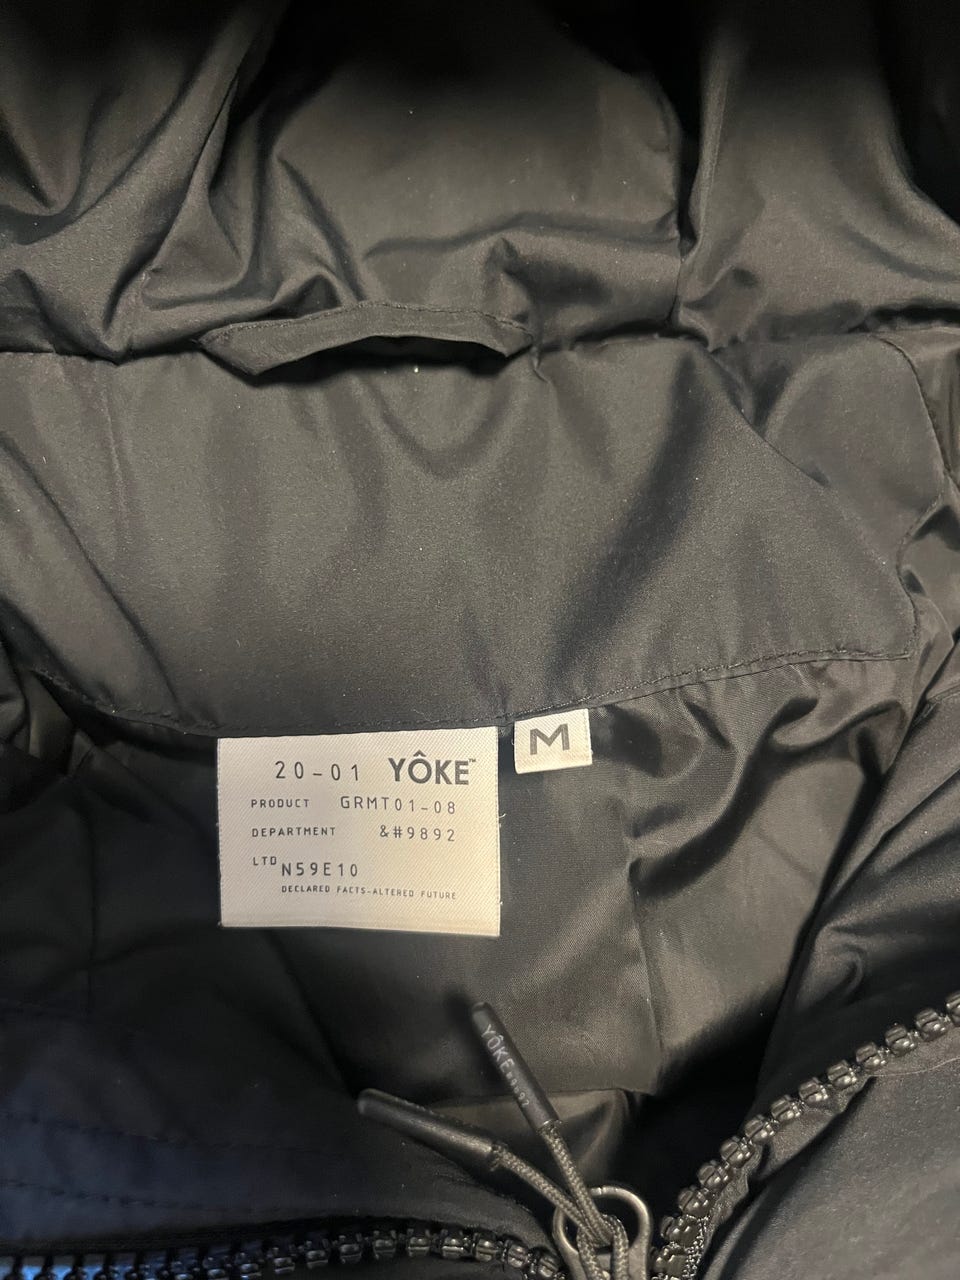 20-01 YÔKE™
PRODUCT GRMT01-08
DEPARTMENT &#9892
LTD N59E10
DECLARED FACTS-ALTERED FUTURE
M
YÔKE